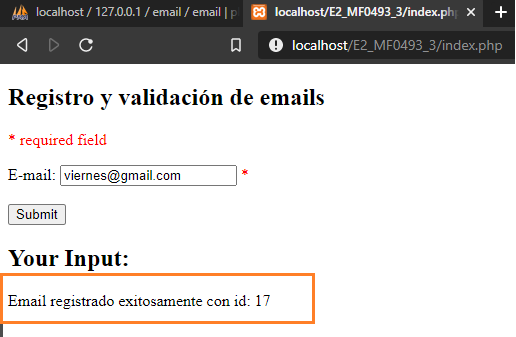 localhost / 127.0.0.1 / email / email | p
localhost/E2_MF0493_3/index.ph
localhost/E2_MF0493_3/index.php
Registro y validación de emails
* required field
E-mail: viernes@gmail.com *
Submit
Your Input:
Email registrado exitosamente con id: 17